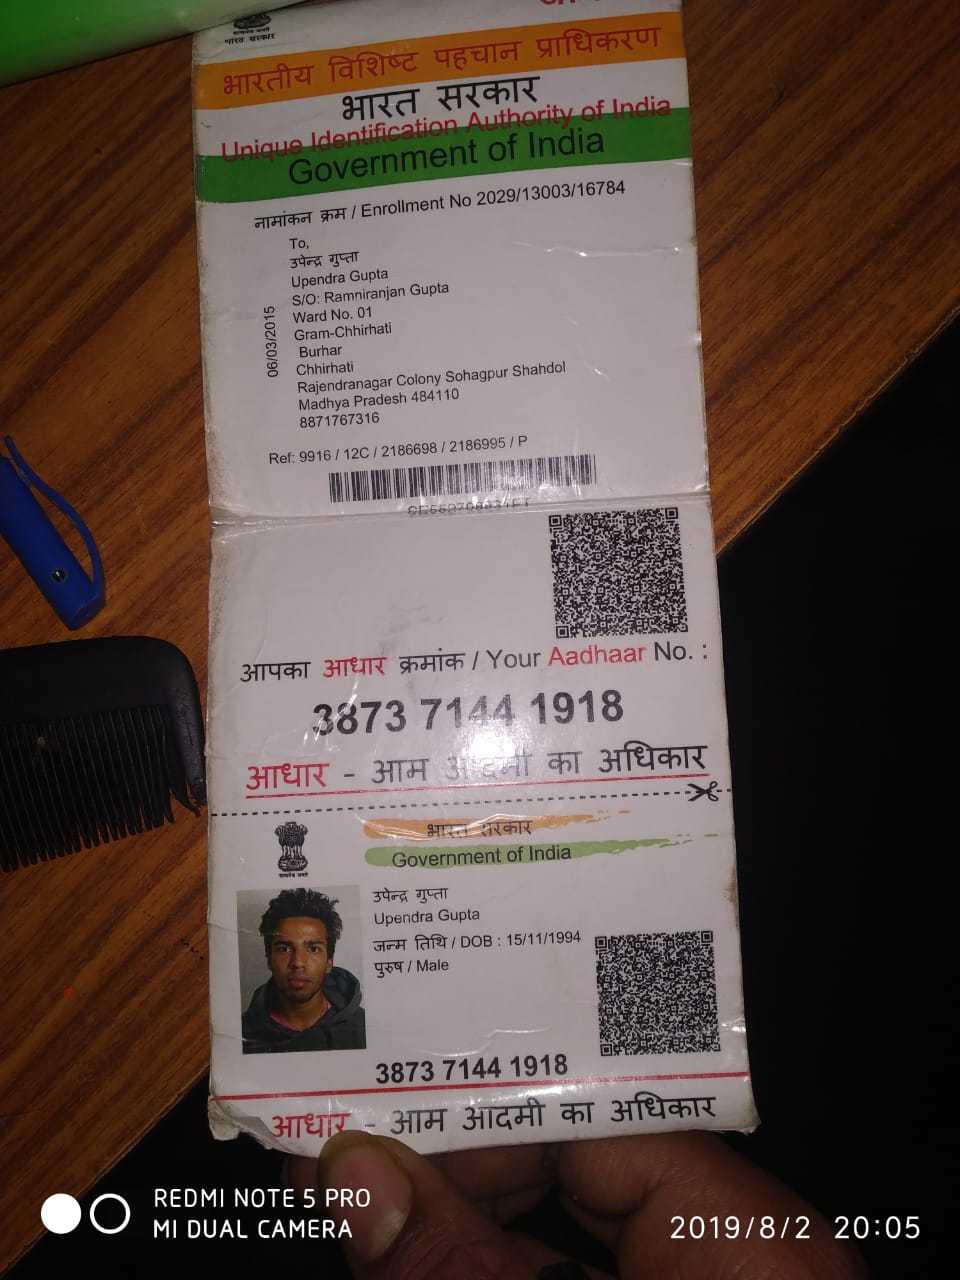 भारत सरकार
भारतीय विशिष्ट पहचान प्राधिकरण
भारत सरकार
Unique Identification Authority of India
Government of India
नामांकन क्रम / Enrollment No 2029/13003/16784
06/03/2015
To,
उपेन्द्र गुप्ता
Upendra Gupta
S/O: Ramniranjan Gupta
Ward No. 01
Gram-Chhirhati
Burhar
Chhirhati
Rajendranagar Colony Sohagpur Shahdol
Madhya Pradesh 484110
8871767316
Ref: 9916 / 12C / 2186698 / 2186995 / P
आपका आधार क्रमांक / Your Aadhaar No. :
3873 7144 1918
आधार - आम आदमी का अधिकार
भारत सरकार
Government of India
उपेन्द्र गुप्ता
Upendra Gupta
जन्म तिथि / DOB : 15/11/1994
पुरुष / Male
3873 7144 1918
आधार - आम आदमी का अधिकार
REDMI NOTE 5 PRO
MI DUAL CAMERA
2019/8/2 20:05